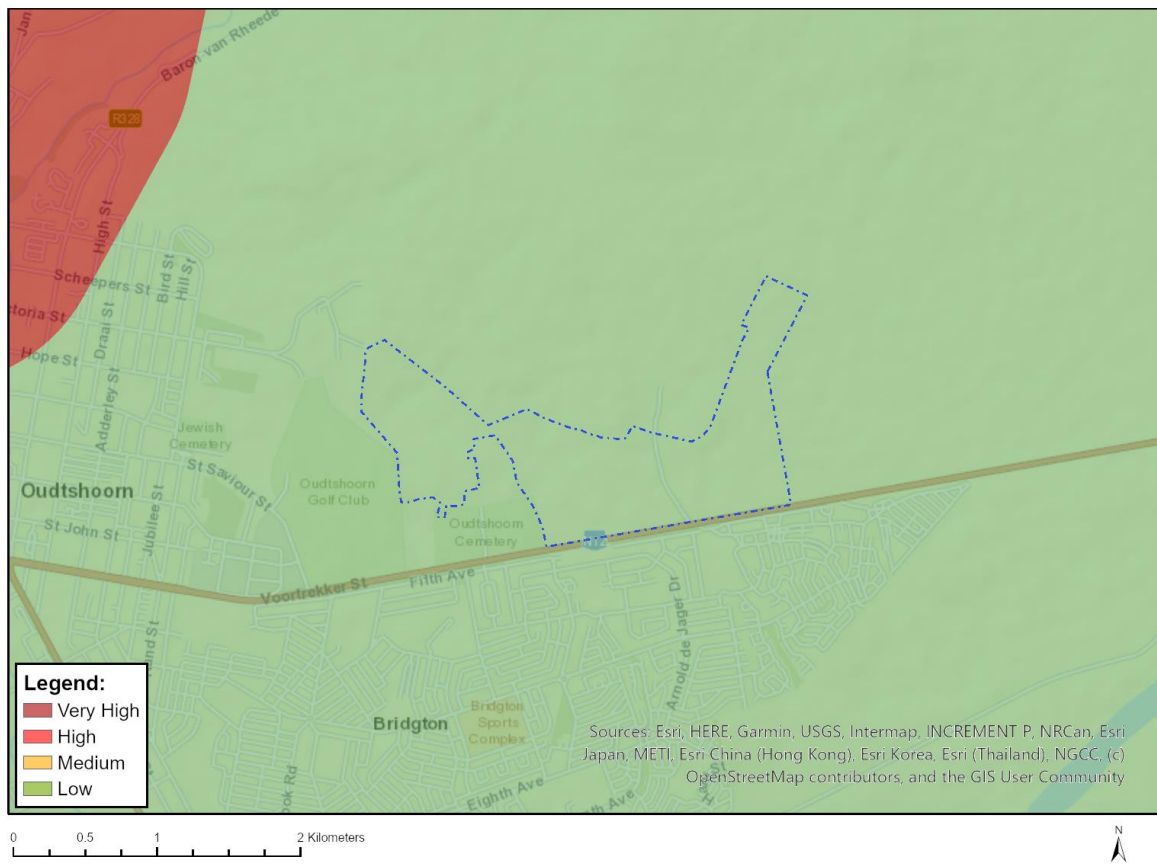 Baron van Rheede
R328
High St
Bird St
Hill St
Scheepers St
Draai St
Hope St
Adderley St
Jewish
Cemetery
St Saviour St
Oudtshoorn
Oudtshoorn
Golf Club
St John St
Jubilee St
Oudtshoorn
Cemetery
Voortrekker St
Fifth Ave
Arnold de Jager Dr
Bridgton
Bridgton
Sports
Complex
Eighth Ave
Legend:
Very High
High
Medium
Low
Sources: Esri, HERE, Garmin, USGS, Intermap, INCREMENT P, NRCan, Esri
Japan, METI, Esri China (Hong Kong), Esri Korea, Esri (Thailand), NGCC, (c)
OpenStreetMap contributors, and the GIS User Community
0 0.5 1 2 Kilometers
N